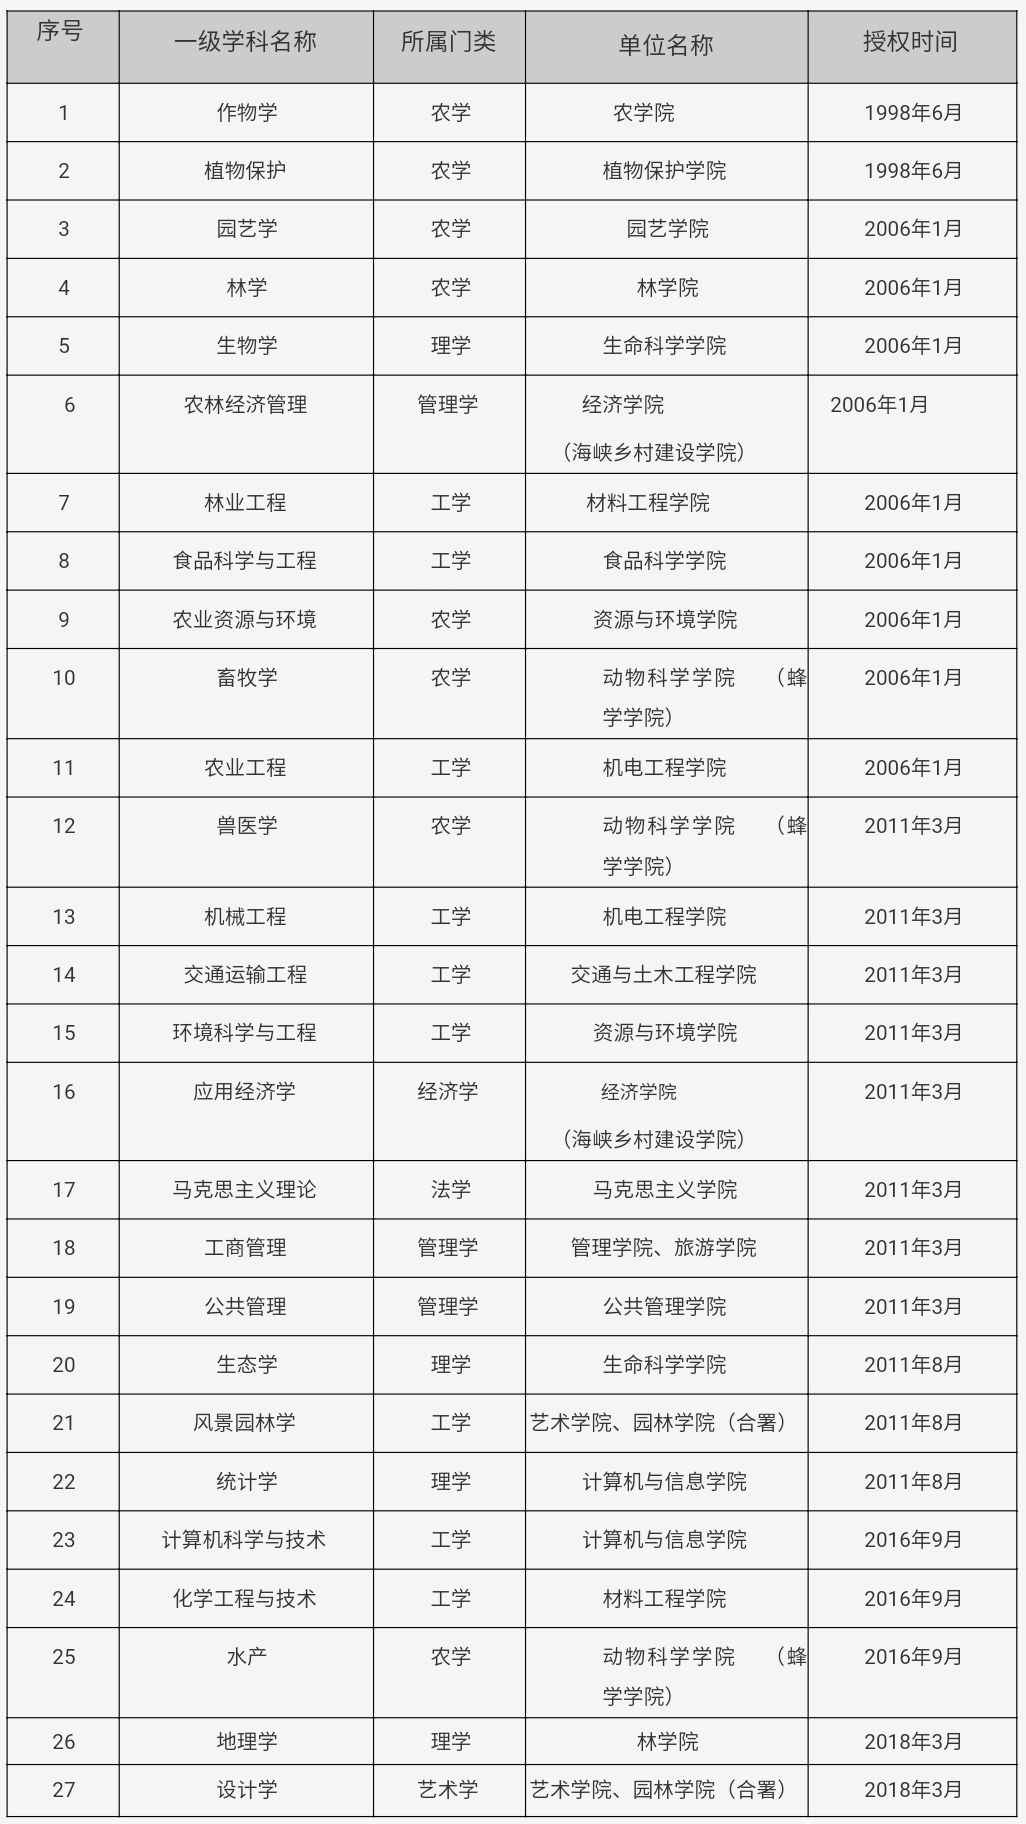 序号 一级学科名称 所属门类 单位名称 授权时间
1 作物学 农学 农学院 1998年6月
2 植物保护 农学 植物保护学院 1998年6月
3 园艺学 农学 园艺学院 2006年1月
4 林学 农学 林学院 2006年1月
5 生物学 理学 生命科学学院 2006年1月
6 农林经济管理 管理学 经济学院 2006年1月
（海峡乡村建设学院）
7 林业工程 工学 材料工程学院 2006年1月
8 食品科学与工程 工学 食品科学学院 2006年1月
9 农业资源与环境 农学 资源与环境学院 2006年1月
10 畜牧学 农学 动物科学学院 （蜂 2006年1月
学学院）
11 农业工程 工学 机电工程学院 2006年1月
12 兽医学 农学 动物科学学院 （蜂 2011年3月
学学院）
13 机械工程 工学 机电工程学院 2011年3月
14 交通运输工程 工学 交通与土木工程学院 2011年3月
15 环境科学与工程 工学 资源与环境学院 2011年3月
16 应用经济学 经济学 经济学院 2011年3月
（海峡乡村建设学院）
17 马克思主义理论 法学 马克思主义学院 2011年3月
18 工商管理 管理学 管理学院、旅游学院 2011年3月
19 公共管理 管理学 公共管理学院 2011年3月
20 生态学 理学 生命科学学院 2011年8月
21 风景园林学 工学 艺术学院、园林学院（合署） 2011年8月
22 统计学 理学 计算机与信息学院 2011年8月
23 计算机科学与技术 工学 计算机与信息学院 2016年9月
24 化学工程与技术 工学 材料工程学院 2016年9月
25 水产 农学 动物科学学院 （蜂 2016年9月
学学院）
26 地理学 理学 林学院 2018年3月
27 设计学 艺术学 艺术学院、园林学院（合署） 2018年3月